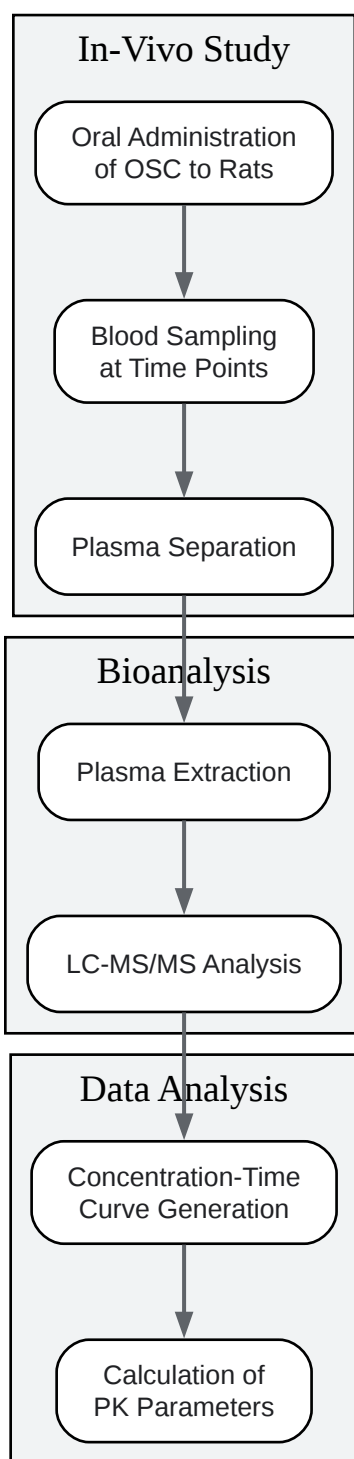 In-Vivo Study
Oral Administration
of OSC to Rats
Blood Sampling
at Time Points
Plasma Separation
Bioanalysis
Plasma Extraction
LC-MS/MS Analysis
Data Analysis
Concentration-Time
Curve Generation
Calculation of
PK Parameters